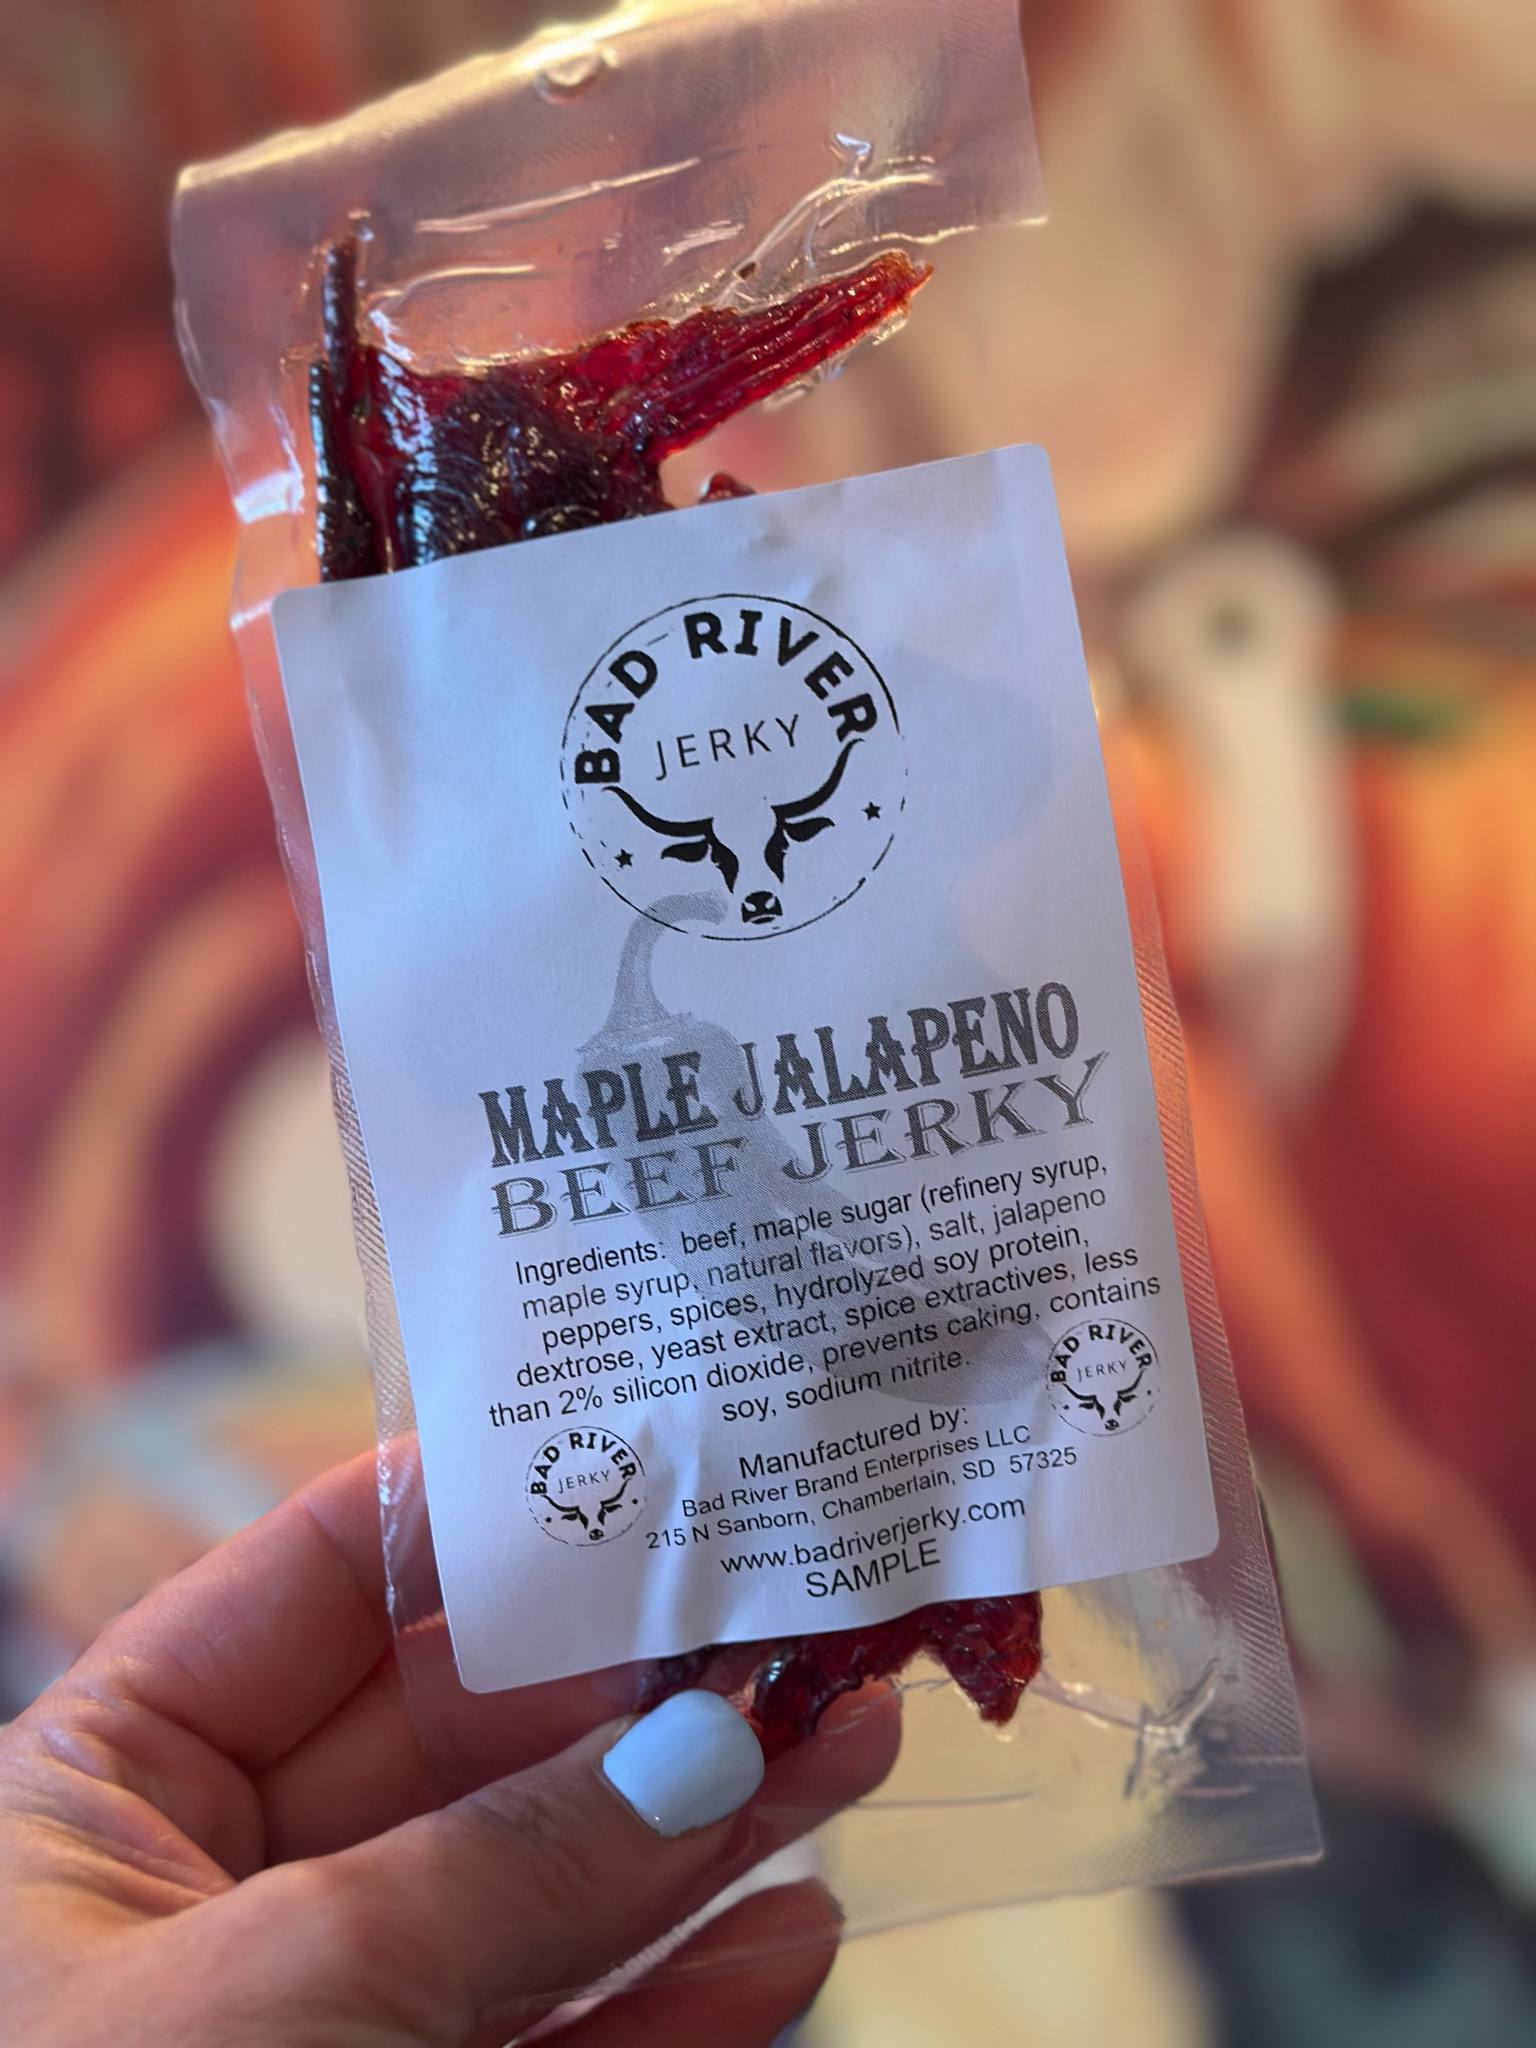 BAD RIVER
JERKY
MAPLE JALAPENO
BEEF JERKY
Ingredients: beef, maple sugar (refinery syrup,
maple syrup, natural flavors), salt, jalapeno
peppers, spices, hydrolyzed soy protein,
dextrose, yeast extract, spice extractives, less
than 2% silicon dioxide, prevents caking, contains
soy, sodium nitrite.
BAD RIVER
JERKY
BAD RIVER
JERKY
Manufactured by:
Bad River Brand Enterprises LLC
215 N Sanborn, Chamberlain, SD 57325
www.badriverjerky.com
SAMPLE